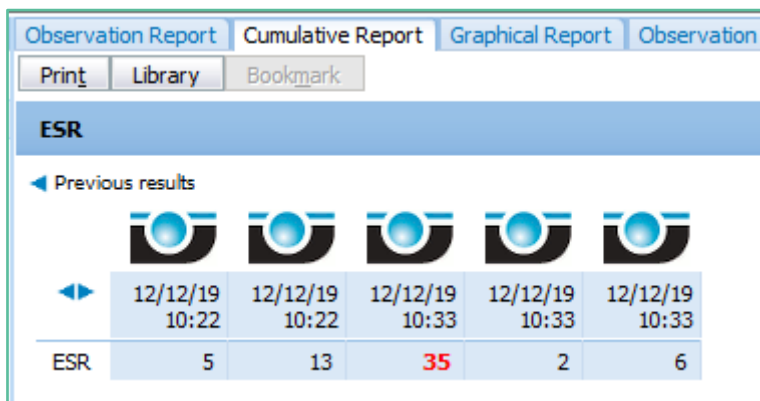 Observation Report Cumulative Report Graphical Report Observation
Print Library Bookmark
ESR
Previous results
12/12/19 12/12/19 12/12/19 12/12/19 12/12/19
10:22 10:22 10:33 10:33 10:33
ESR 5 13 35 2 6